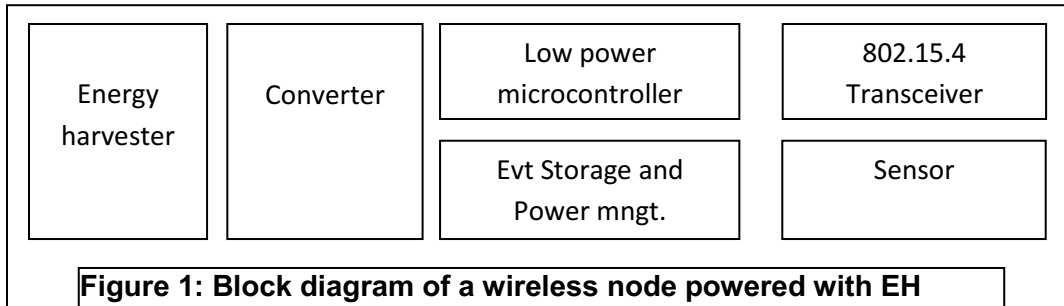 Energy
harvester
Converter
Low power
microcontroller
802.15.4
Transceiver
Evt Storage and
Power mngt.
Sensor
Figure 1: Block diagram of a wireless node powered with EH